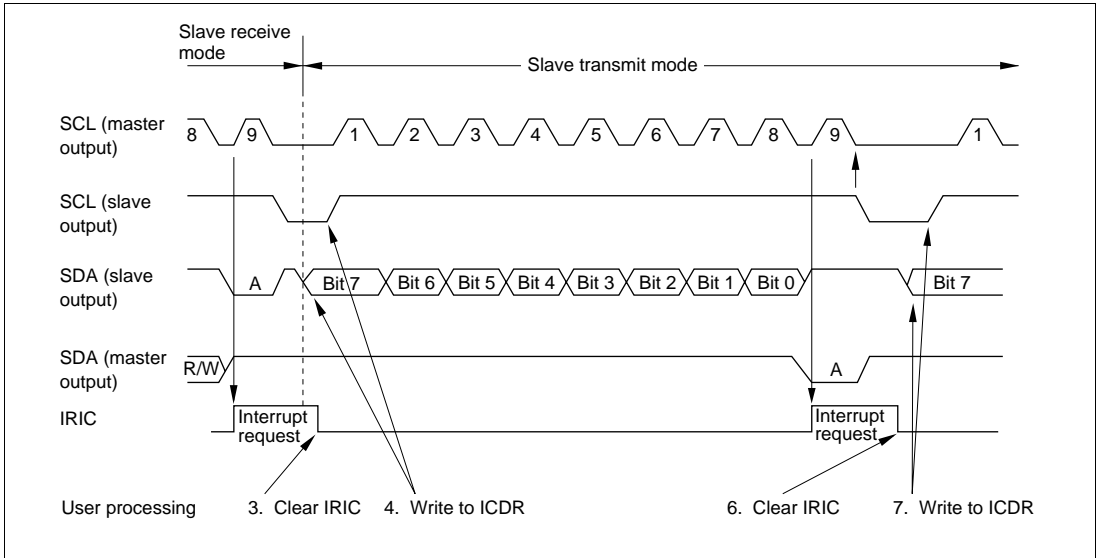 Slave receive
mode
Slave transmit mode
SCL (master
output)
8 9 1 2 3 4 5 6 7 8 9 1
SCL (slave
output)
SDA (slave
output)
A Bit 7 Bit 6 Bit 5 Bit 4 Bit 3 Bit 2 Bit 1 Bit 0 Bit 7
SDA (master
output)
R/W A
IRIC
Interrupt
request
Interrupt
request
User processing 3. Clear IRIC 4. Write to ICDR 6. Clear IRIC 7. Write to ICDR